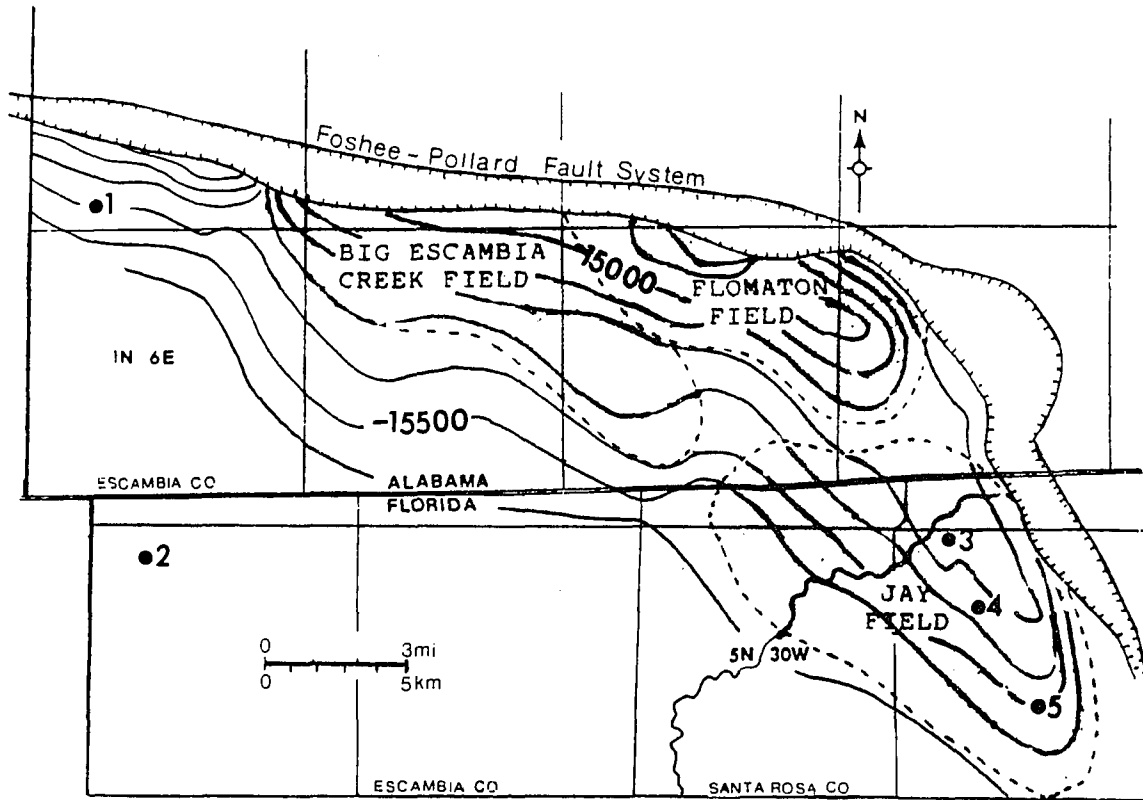 Foshee-Pollard Fault System
N
1
BIG ESCAMBIA
CREEK FIELD
-15000
FLOMATON
FIELD
IN 6E
-15500
ESCAMBIA CO
ALABAMA
FLORIDA
2
3
JAY
FIELD
4
0 3mi
0 5km
5N 30W
5
ESCAMBIA CO
SANTA ROSA CO